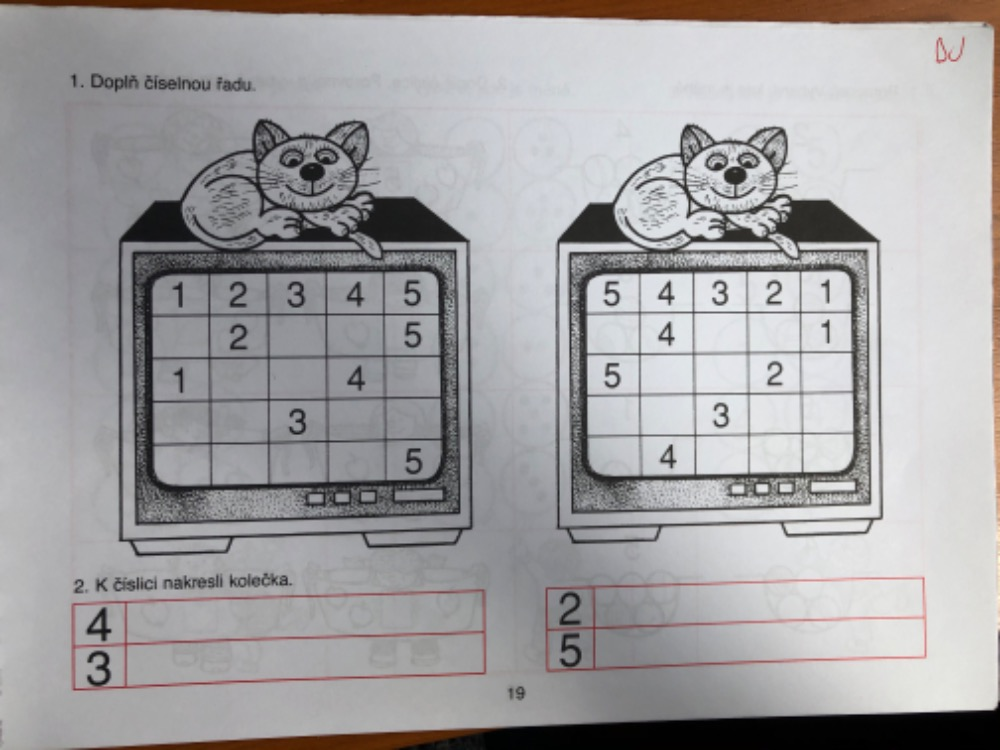 DU
1. Doplň číselnou řadu.
1 2 3 4 5
2 5
1 4
3
5
5 4 3 2 1
4 1
5 2
3
4
2. K číslici nakresli kolečka.
4
3
2
5
19